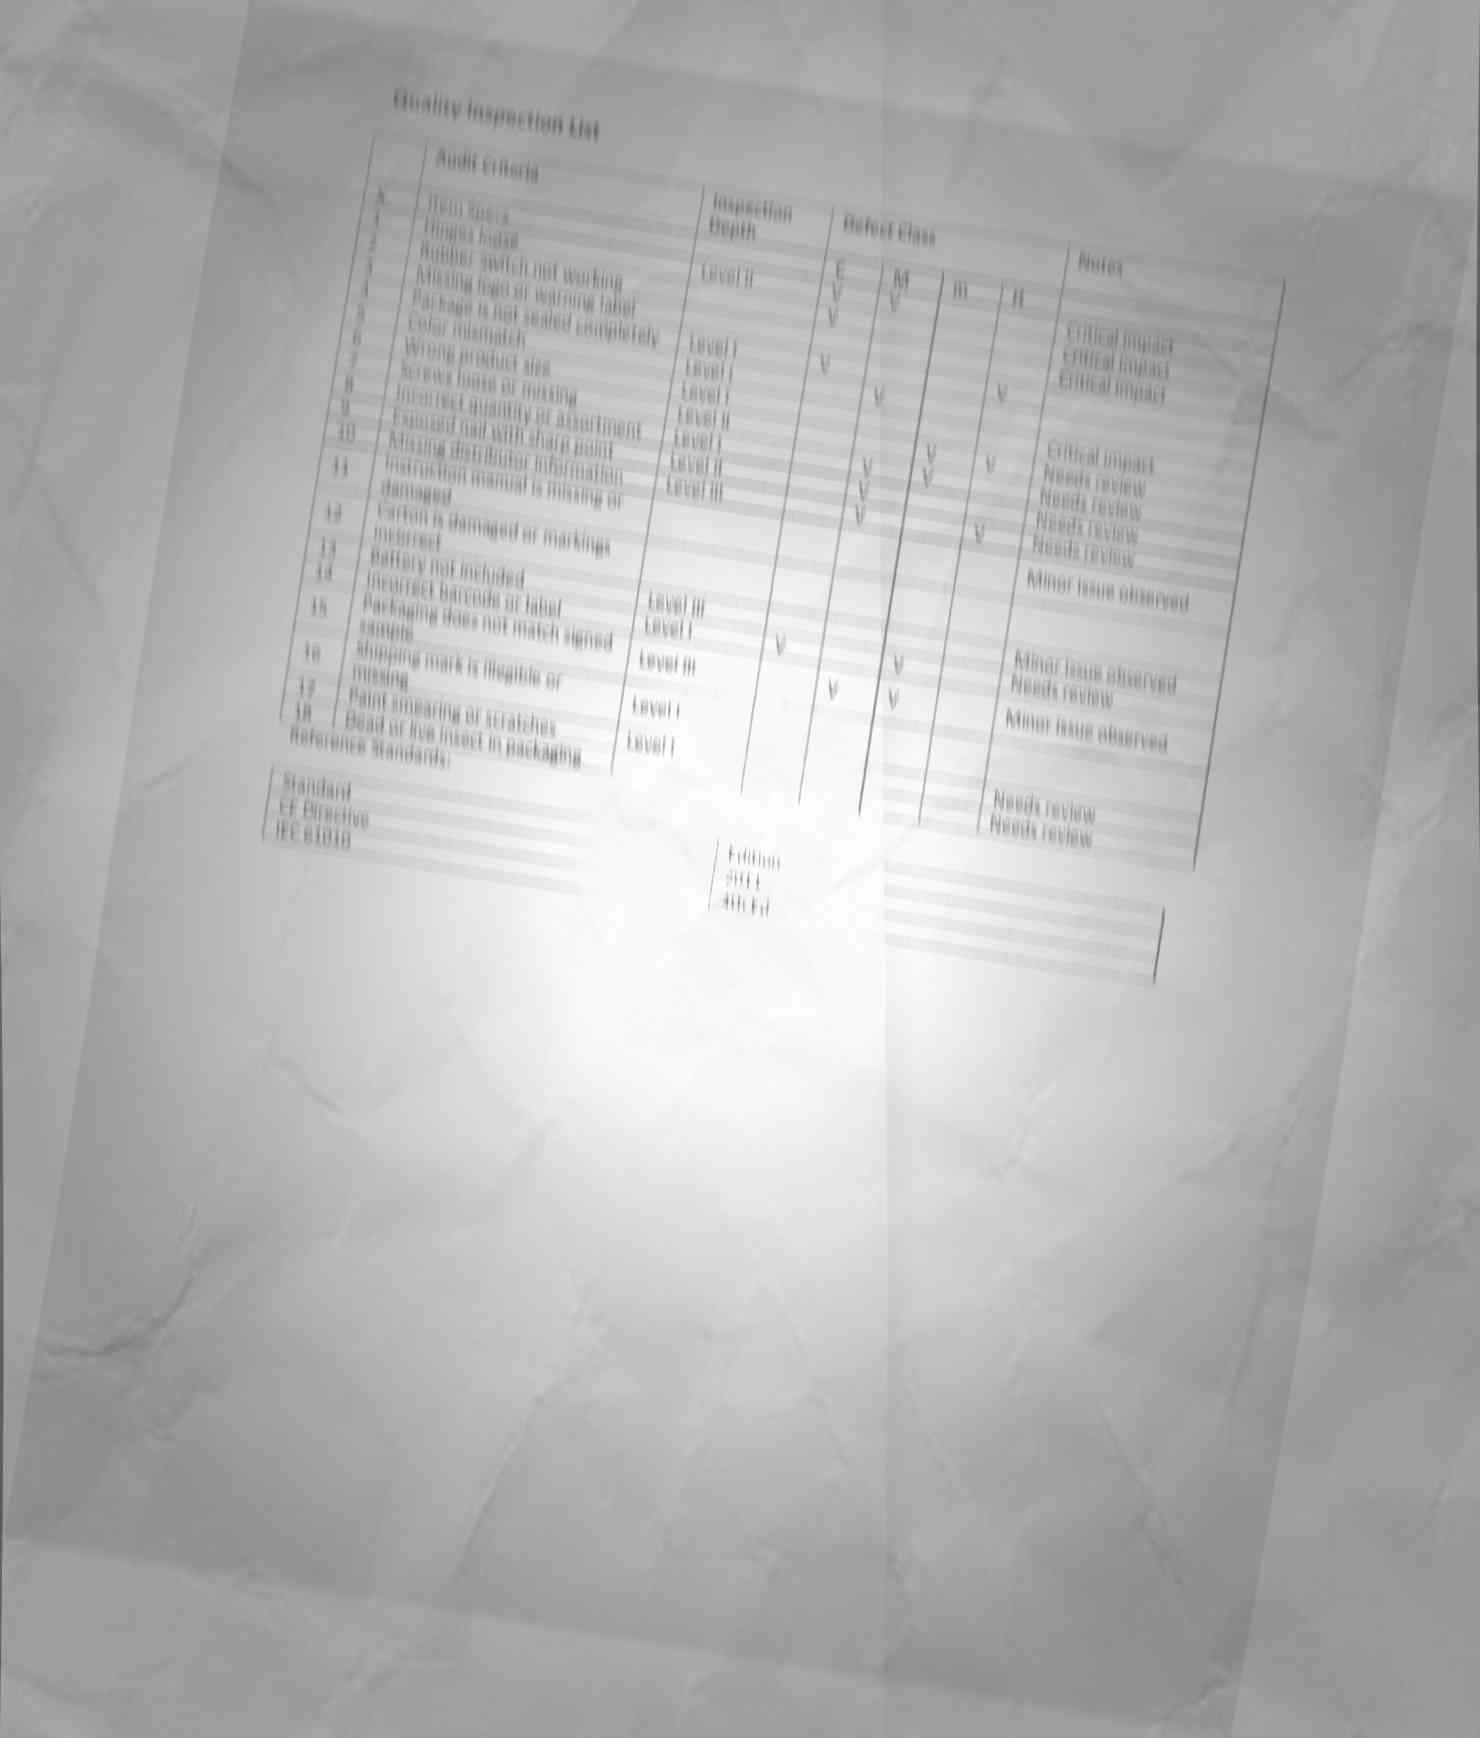 Quality Inspection List
Audit Criteria Inspection Depth Defect Class Notes
A Item Specs E M m H
1 Hinges loose Level II V V Critical impact
2 Rubber switch not working V Critical impact
3 Missing logo or warning label Critical impact
4 Package is not sealed completely Level I V V
5 Color mismatch Level I V
6 Wrong product size Level I Critical impact
7 Screws loose or missing Level II V V Needs review
8 Incorrect quantity or assortment Level I V V Needs review
9 Exposed nail with sharp point Level II V Needs review
10 Missing distributor information Level III V V Needs review
11 Instruction manual is missing or Minor issue observed
damaged
12 Carton is damaged or markings
incorrect
13 Battery not included Level III Minor issue observed
14 Incorrect barcode or label Level I V V Needs review
15 Packaging does not match signed Level III V V Minor issue observed
sample
16 Shipping mark is illegible or Level I
missing
17 Paint smearing or scratches Level I Needs review
18 Dead or live insect in packaging Needs review
Reference Standards:
Standard Edition
CE Directive
IEC 61010 4th Ed